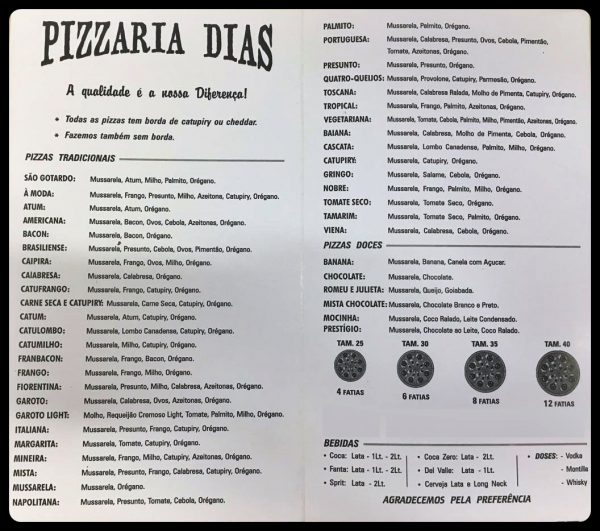 PIZZARIA DIAS
A qualidade é a nossa Diferença!
• Todas as pizzas tem borda de catupiry ou cheddar.
• Fazemos também sem borda.
PIZZAS TRADICIONAIS
SÃO GOTARDO: Mussarela, Atum, Milho, Palmito, Orégano.
À MODA: Mussarela, Frango, Presunto, Milho, Azeitona, Catupiry, Orégano.
ATUM: Mussarela, Atum, Orégano.
AMERICANA: Mussarela, Bacon, Ovos, Cebola, Azeitonas, Orégano.
BACON: Mussarela, Bacon, Orégano.
BRASILIENSE: Mussarela, Presunto, Cebola, Ovos, Pimentão, Orégano.
CAIPIRA: Mussarela, Frango, Ovos, Milho, Orégano.
CAIABRESA: Mussarela, Calabresa, Orégano.
CATUFRANGO: Mussarela, Frango, Catupiry, Orégano.
CARNE SECA E CATUPIRY: Mussarela, Carne Seca, Catupiry, Orégano.
CATUM: Mussarela, Atum, Catupiry, Orégano.
CATULOMBO: Mussarela, Lombo Canadense, Catupiry, Orégano.
CATUMILHO: Mussarela, Milho, Catupiry, Orégano.
FRANBACON: Mussarela, Frango, Bacon, Orégano.
FRANGO: Mussarela, Frango, Milho, Orégano.
FIORENTINA: Mussarela, Presunto, Milho, Calabresa, Azeitonas, Orégano.
GAROTO: Mussarela, Calabresa, Ovos, Azeitonas, Orégano.
GAROTO LIGHT: Molho, Requeijão Cremoso Light, Tomate, Palmito, Milho, Orégano.
ITALIANA: Mussarela, Presunto, Frango, Catupiry, Orégano.
MARGARITA: Mussarela, Tomate, Catupiry, Orégano.
MINEIRA: Mussarela, Frango, Milho, Catupiry, Azeitonas, Orégano.
MISTA: Mussarela, Presunto, Frango, Calabresa, Catupiry, Orégano.
MUSSARELA: Mussarela, Orégano.
NAPOLITANA: Mussarela, Presunto, Tomate, Cebola, Orégano.
PALMITO: Mussarela, Palmito, Orégano.
PORTUGUESA: Mussarela, Calabresa, Presunto, Ovos, Cebola, Pimentão,
Tomate, Azeitonas, Orégano.
PRESUNTO: Mussarela, Presunto, Orégano.
QUATRO-QUEIJOS: Mussarela, Provolone, Catupiry, Parmesão, Orégano.
TOSCANA: Mussarela, Calabresa Ralada, Molho de Pimenta, Catupiry, Orégano.
TROPICAL: Mussarela, Frango, Palmito, Azeitonas, Orégano.
VEGETARIANA: Mussarela, Tomate, Cebola, Palmito, Milho, Pimentão, Azeitonas, Orégano.
BAIANA: Mussarela, Calabresa, Molho de Pimenta, Cebola, Orégano.
CASCATA: Mussarela, Lombo Canadense, Palmito, Milho, Orégano.
CATUPIRY: Mussarela, Catupiry, Orégano.
GRINGO: Mussarela, Salame, Cebola, Orégano.
NOBRE: Mussarela, Frango, Palmito, Catupiry, Orégano.
TOMATE SECO: Mussarela, Tomate Seco, Orégano.
TAMARIM: Mussarela, Tomate Seco, Palmito, Orégano.
VIENA: Mussarela, Calabresa, Cebola, Orégano.
PIZZAS DOCES
BANANA: Mussarela, Banana, Canela com Açucar.
CHOCOLATE: Mussarela, Chocolate.
ROMEU E JULIETA: Mussarela, Queijo, Goiabada.
MISTA CHOCOLATE: Mussarela, Chocolate Branco e Preto.
MOCINHA: Mussarela, Coco Ralado, Leite Condensado.
PRESTÍGIO: Mussarela, Chocolate ao Leite, Coco Ralado.
TAM. 25 TAM. 30 TAM. 35 TAM. 40
4 FATIAS 6 FATIAS 8 FATIAS 12 FATIAS
BEBIDAS
• Coca: Lata - 1Lt. - 2Lt. • Coca Zero: Lata - 2Lt. • DOSES: - Vodka
• Fanta: Lata - 1Lt. - 2Lt. • Del Valle: Lata - 1Lt. - Montilla
• Sprit: Lata - 2Lt. • Cerveja Lata e Long Neck - Whisky
AGRADECEMOS PELA PREFERÊNCIA